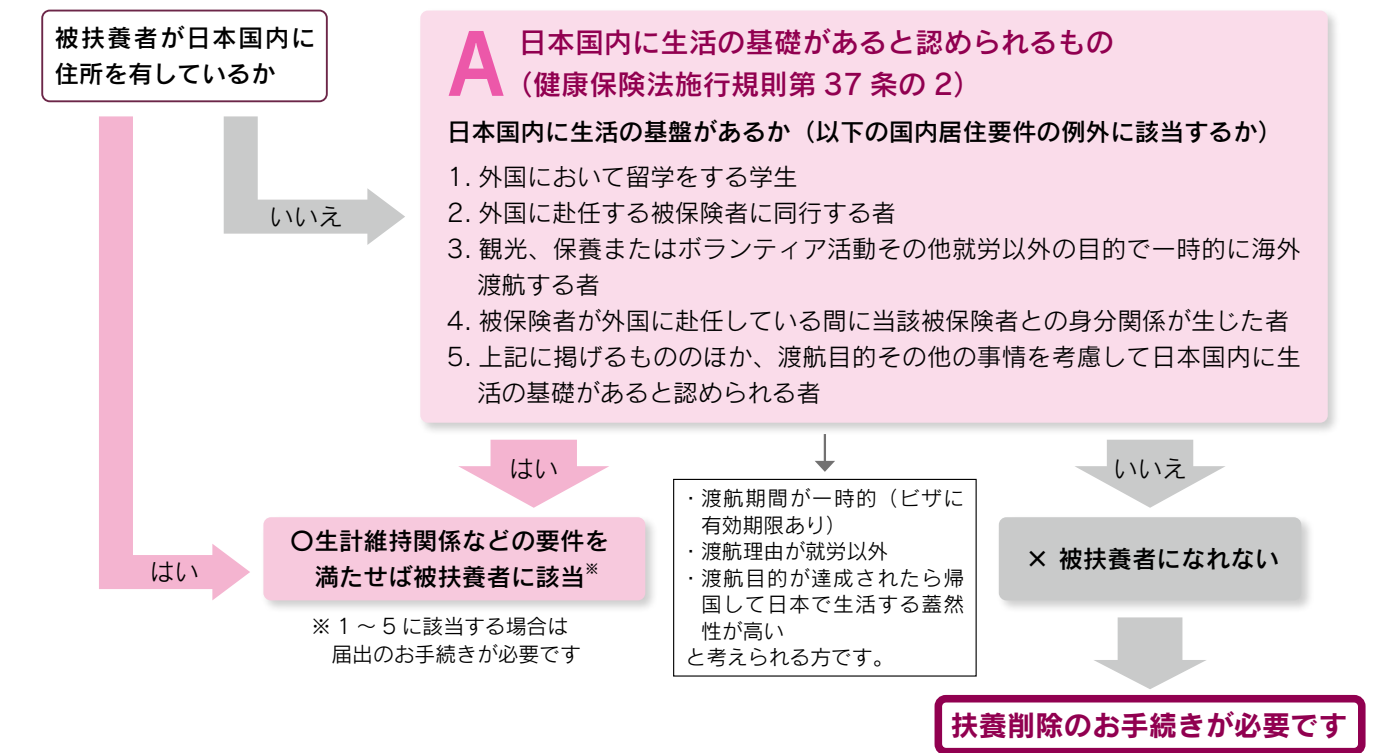 被扶養者が日本国内に
住所を有しているか
いいえ
はい
A 日本国内に生活の基礎があると認められるもの
（健康保険法施行規則第 37 条の 2）
日本国内に生活の基盤があるか（以下の国内居住要件の例外に該当するか）
1. 外国において留学をする学生
2. 外国に赴任する被保険者に同行する者
3. 観光、保養またはボランティア活動その他就労以外の目的で一時的に海外
渡航する者
4. 被保険者が外国に赴任している間に当該被保険者との身分関係が生じた者
5. 上記に掲げるもののほか、渡航目的その他の事情を考慮して日本国内に生
活の基礎があると認められる者
はい
〇生計維持関係などの要件を
満たせば被扶養者に該当※
※ 1 ～ 5 に該当する場合は
届出のお手続きが必要です
・渡航期間が一時的（ビザに
有効期限あり）
・渡航理由が就労以外
・渡航目的が達成されたら帰
国して日本で生活する蓋然
性が高い
と考えられる方です。
いいえ
× 被扶養者になれない
扶養削除のお手続きが必要です